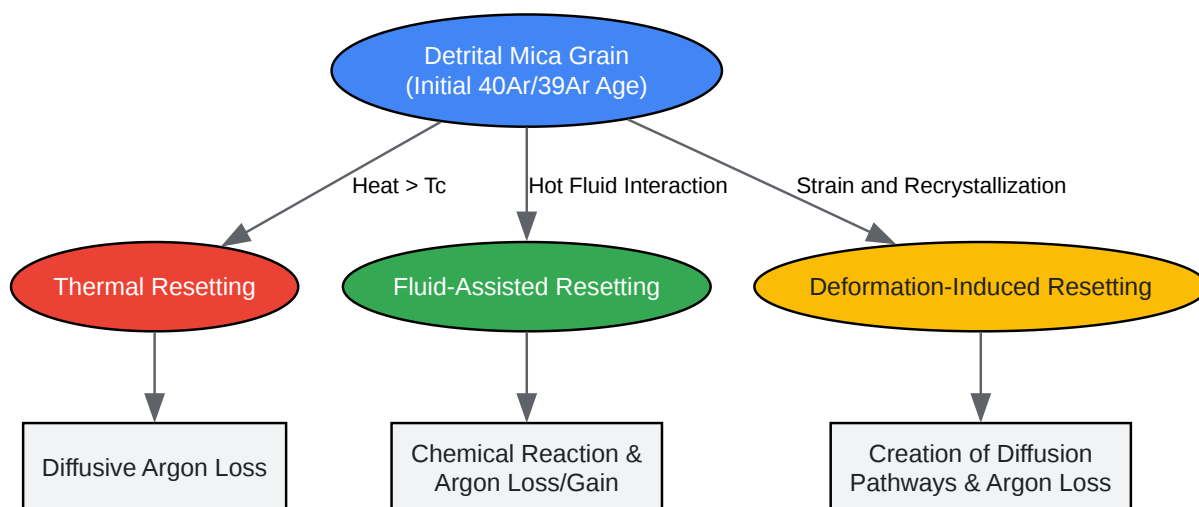 Detrital Mica Grain
(Initial 40Ar/39Ar Age)
Heat > Tc
Hot Fluid Interaction
Strain and Recrystallization
Thermal Resetting
Fluid-Assisted Resetting
Deformation-Induced Resetting
Diffusive Argon Loss
Chemical Reaction &
Argon Loss/Gain
Creation of Diffusion
Pathways & Argon Loss